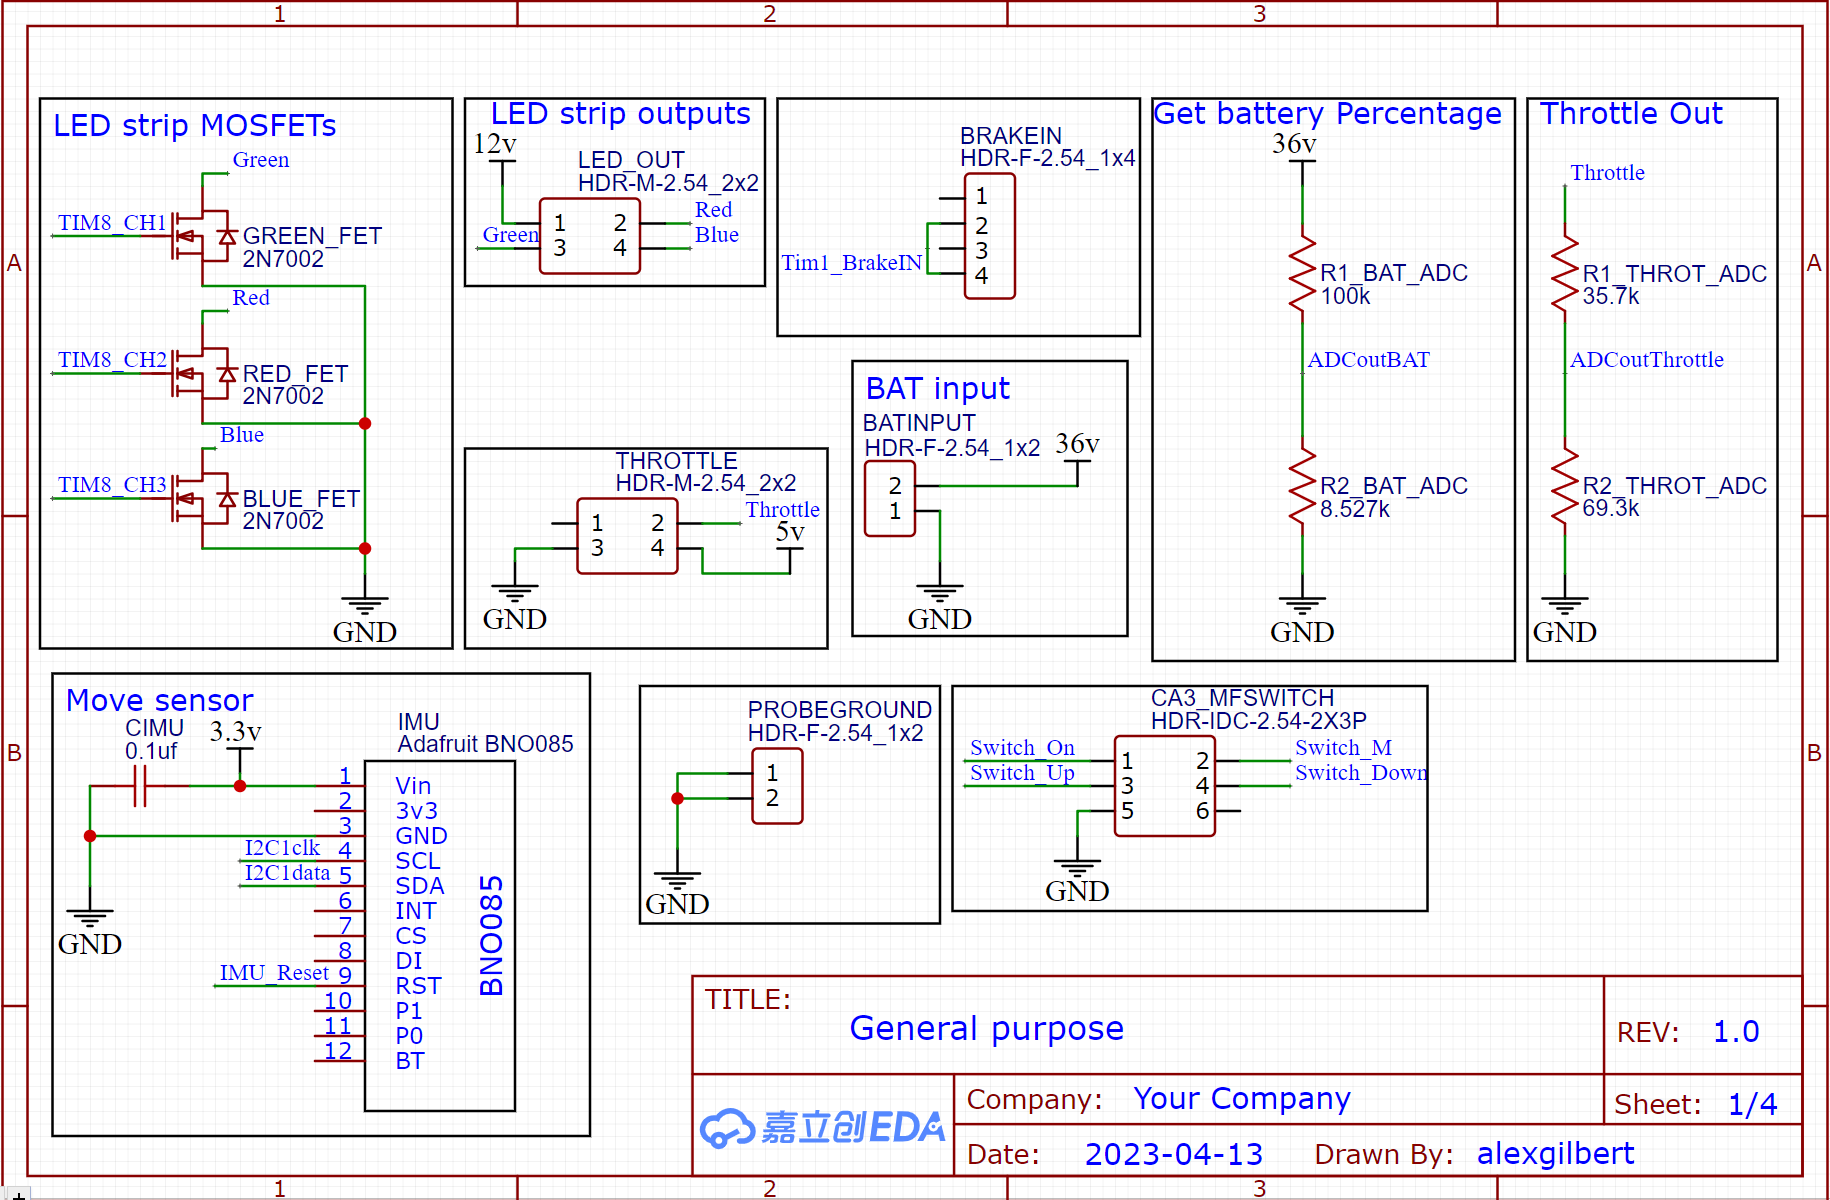 1
2
3
A
B
A
B
LED strip MOSFETs
Green
TIM8_CH1
GREEN_FET
2N7002
Red
TIM8_CH2
RED_FET
2N7002
Blue
TIM8_CH3
BLUE_FET
2N7002
GND
LED strip outputs
12v
LED_OUT
HDR-M-2.54_2x2
1 2 Red
Green 3 4 Blue
BRAKEIN
HDR-F-2.54_1x4
1
2
3
Tim1_BrakeIN
4
Get battery Percentage
36v
R1_BAT_ADC
100k
ADCoutBAT
R2_BAT_ADC
8.527k
GND
Throttle Out
Throttle
R1_THROT_ADC
35.7k
ADCoutThrottle
R2_THROT_ADC
69.3k
GND
THROTTLE
HDR-M-2.54_2x2
Throttle
1 2
5v
3 4
GND
BAT input
BATINPUT
HDR-F-2.54_1x2
36v
2
1
GND
Move sensor
CIMU
0.1uf
3.3v
IMU
Adafruit BNO085
1 Vin
2 3v3
3 GND
I2C1clk 4 SCL
I2C1data 5 SDA
6 INT
7 CS
8 DI
IMU_Reset 9 RST
10 P1
11 P0
12 BT
BNO085
GND
PROBEGROUND
HDR-F-2.54_1x2
1
2
GND
CA3_MFSWITCH
HDR-IDC-2.54-2X3P
Switch_On 1 2 Switch_M
Switch_Up 3 4 Switch_Down
5 6
GND
TITLE:
General purpose
REV: 1.0
嘉立创EDA
Company: Your Company
Sheet: 1/4
Date: 2023-04-13 Drawn By: alexgilbert
1
2
3